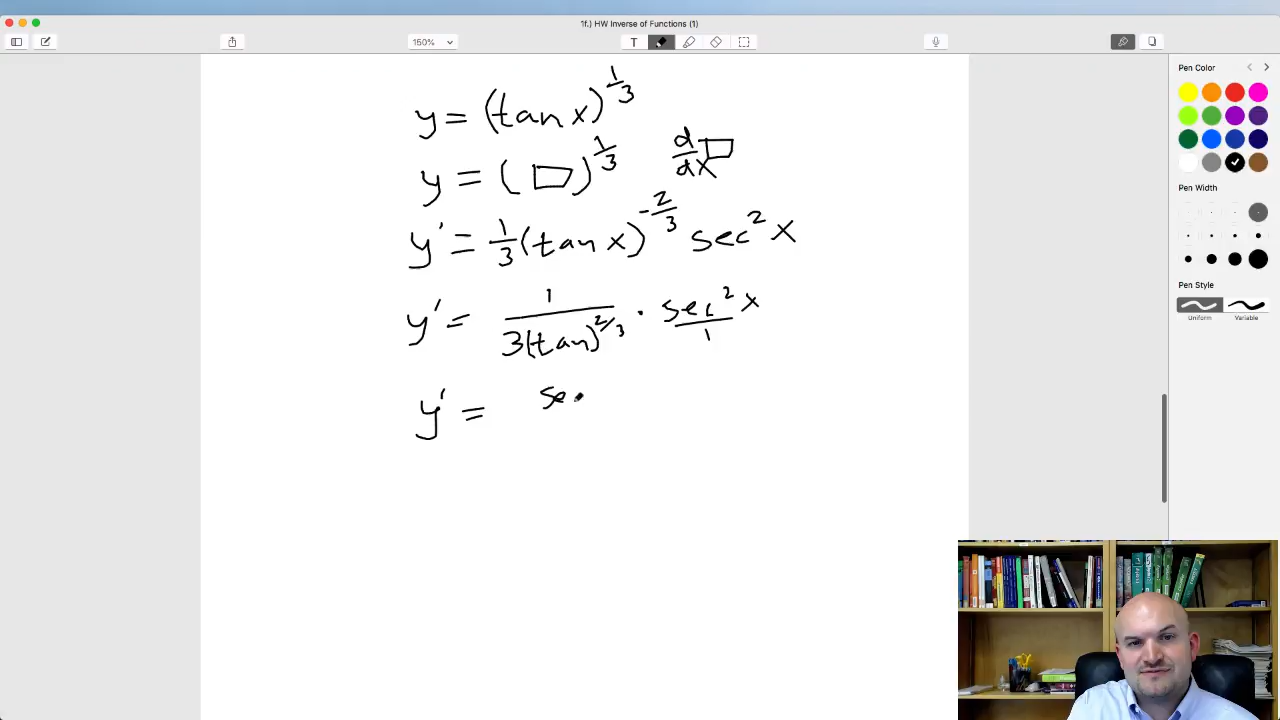 1f.) HW Inverse of Functions (1)
150%
T
Pen Color
y = (tan x)^{1/3}
d/dx ▱
y = (▱)^{1/3}
y' = 1/3 (tan x)^{-2/3} sec^2 x
Pen Width
Pen Style
Uniform Variable
y' = 1/(3(tan)^{2/3}) · sec^2 x/1
y' = se